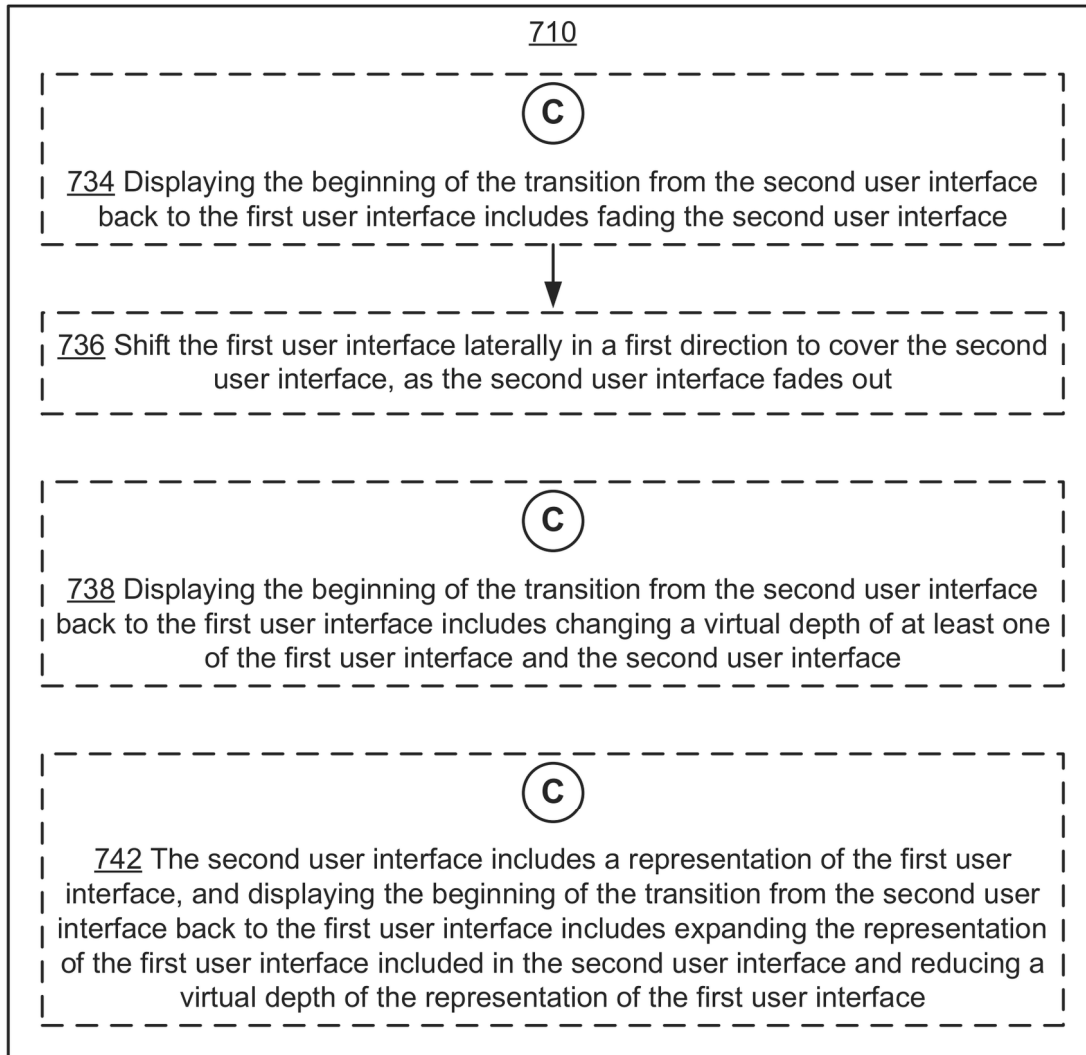 710
C
734 Displaying the beginning of the transition from the second user interface
back to the first user interface includes fading the second user interface
736 Shift the first user interface laterally in a first direction to cover the second
user interface, as the second user interface fades out
C
738 Displaying the beginning of the transition from the second user interface
back to the first user interface includes changing a virtual depth of at least one
of the first user interface and the second user interface
C
742 The second user interface includes a representation of the first user
interface, and displaying the beginning of the transition from the second user
interface back to the first user interface includes expanding the representation
of the first user interface included in the second user interface and reducing a
virtual depth of the representation of the first user interface